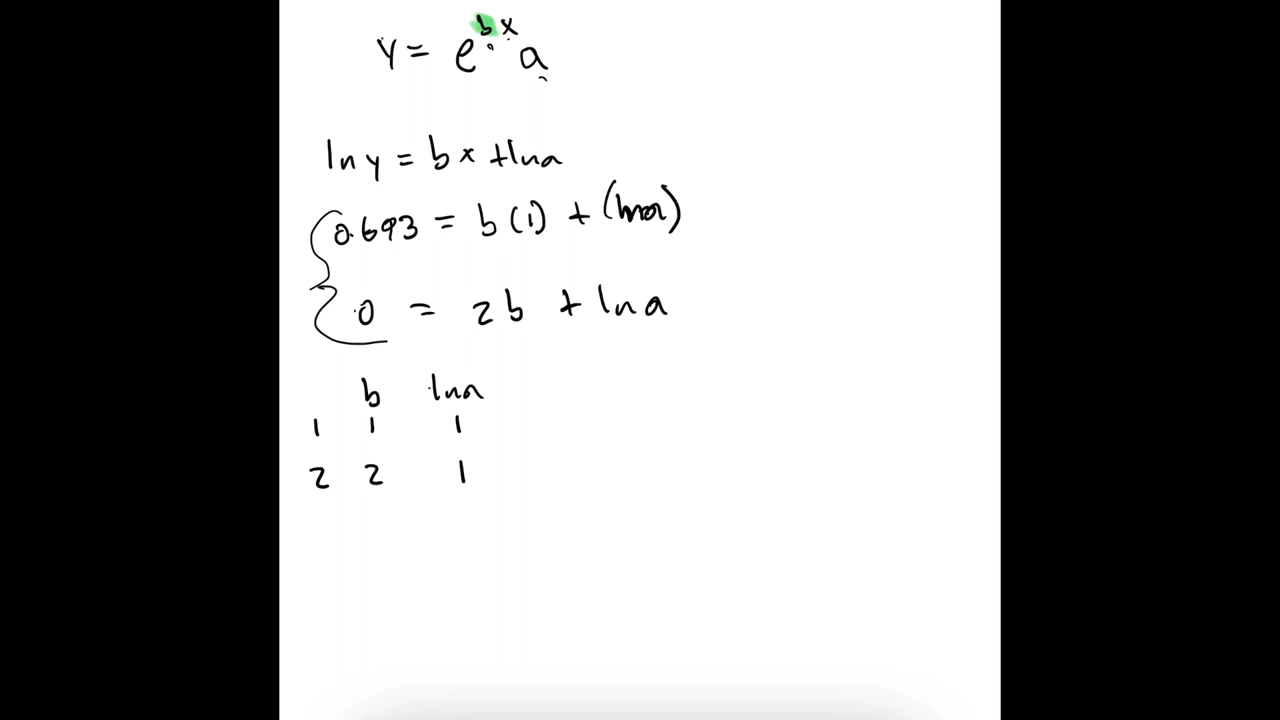 y = e^{bx} a
ln y = bx + ln a
0.693 = b(1) + (ln a)
0 = 2b + ln a
b ln a
1 1 1
2 2 1